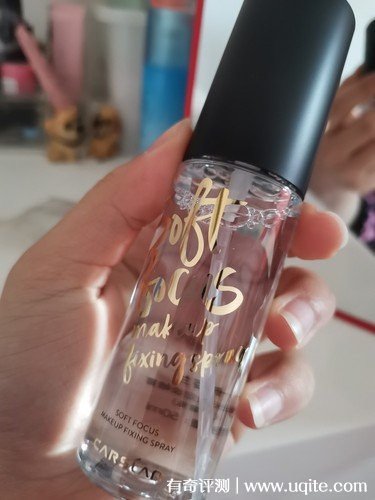 Soft
focus
makeup
fixing spray
SOFT FOCUS
MAKEUP FIXING SPRAY
有奇评测 | www.uqite.com